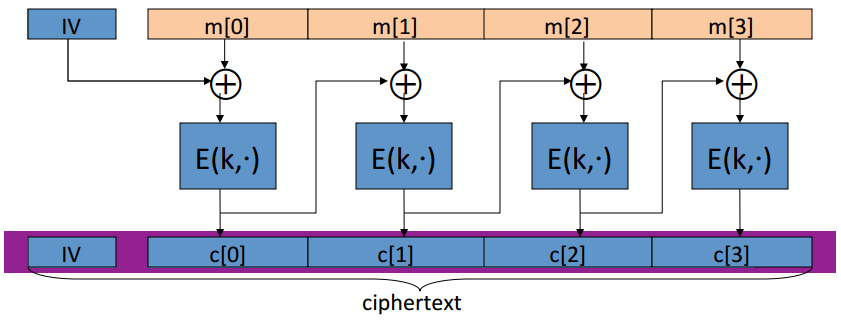 IV m[0] m[1] m[2] m[3]
E(k,·) E(k,·) E(k,·) E(k,·)
IV c[0] c[1] c[2] c[3]
ciphertext